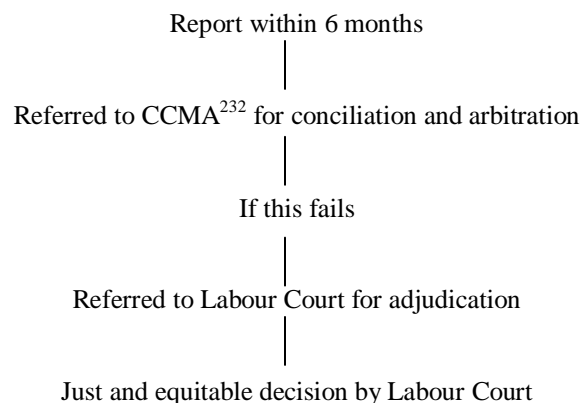 Report within 6 months
Referred to CCMA232 for conciliation and arbitration
If this fails
Referred to Labour Court for adjudication
Just and equitable decision by Labour Court